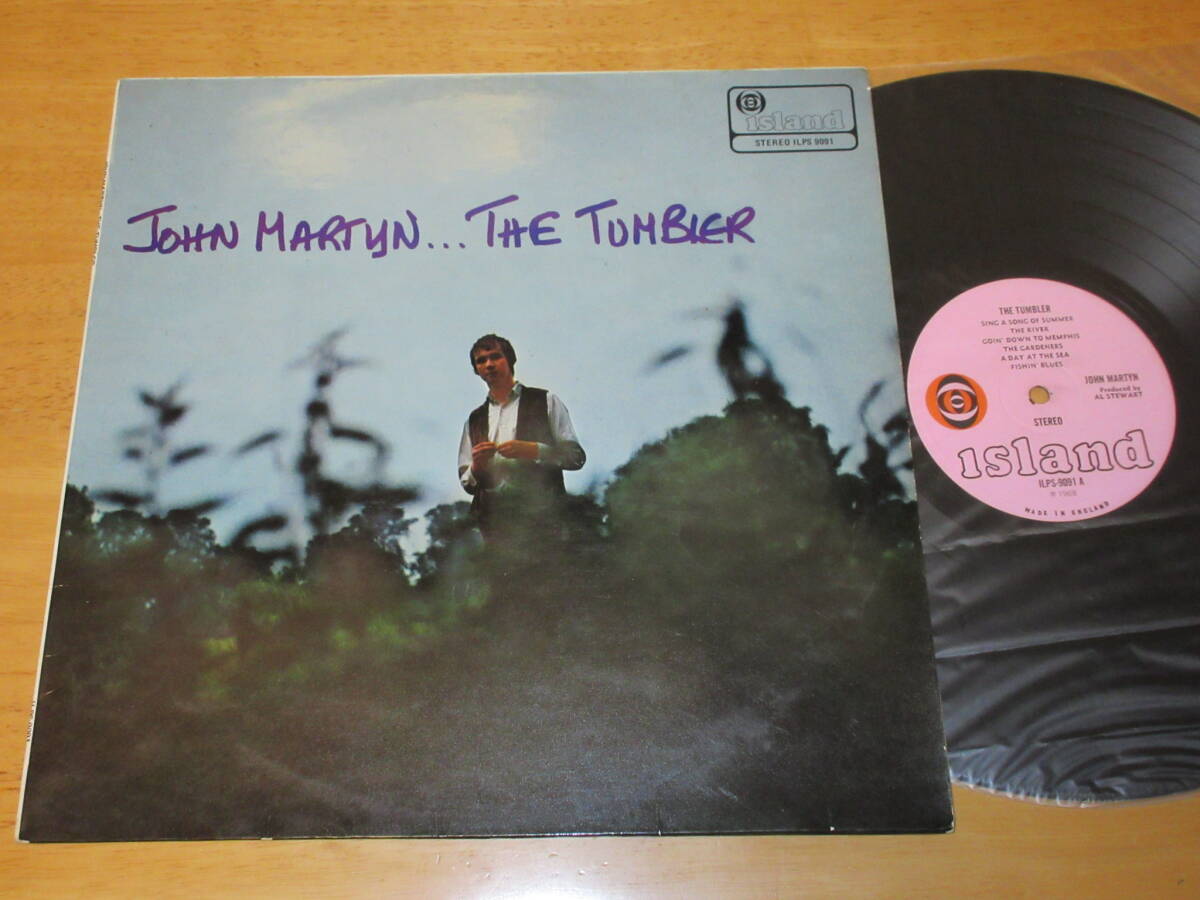 island
STEREO ILPS 9091
JOHN MARTYN... THE TUMBLER
THE TUMBLER
SING A SONG OF SUMMER
THE RIVER
GOIN' DOWN TO MEMPHIS
THE GARDENERS
A DAY AT THE SEA
FISHIN' BLUES
JOHN MARTYN
Produced by
AL STEWART
STEREO
island
ILPS-9091 A
℗ 1968
MADE IN ENGLAND